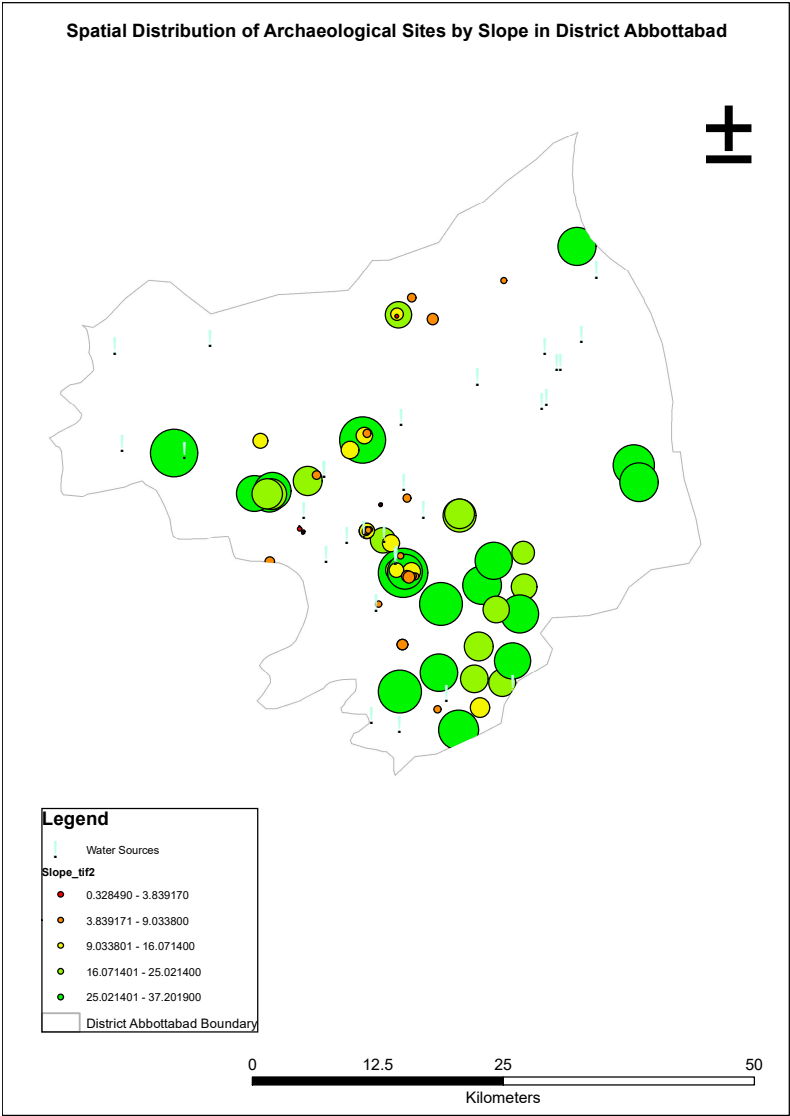 Spatial Distribution of Archaeological Sites by Slope in District Abbottabad
Legend
Water Sources
Slope_tif2
0.328490 - 3.839170
3.839171 - 9.033800
9.033801 - 16.071400
16.071401 - 25.021400
25.021401 - 37.201900
District Abbottabad Boundary
0 12.5 25 50
Kilometers